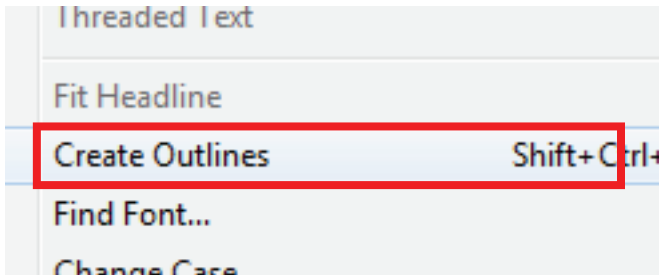 Threaded Text
Fit Headline
Create Outlines Shift+Ctrl+
Find Font...
Change Case